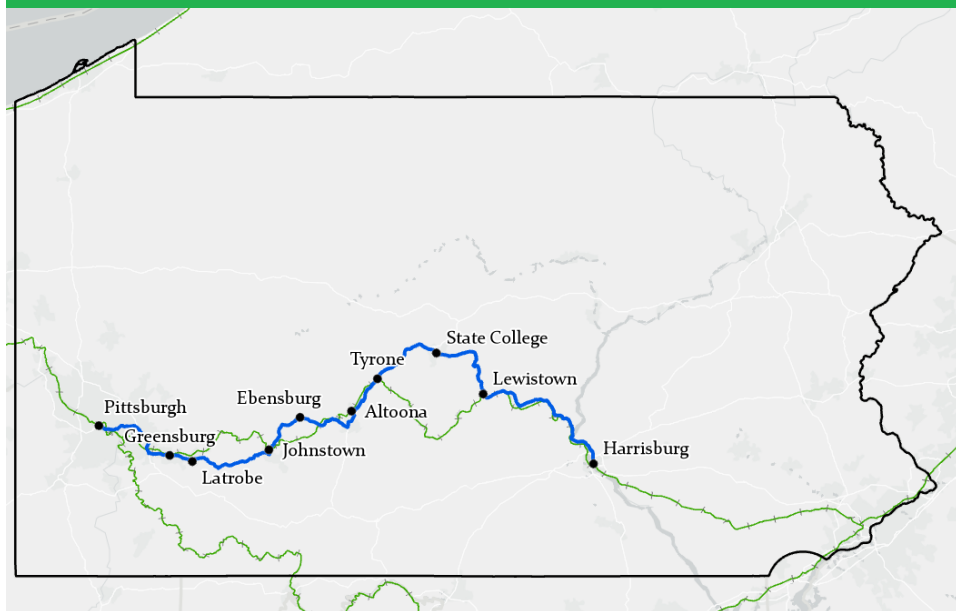 State College
Tyrone
Lewistown
Ebensburg
Altoona
Pittsburgh
Greensburg
Johnstown
Harrisburg
Latrobe